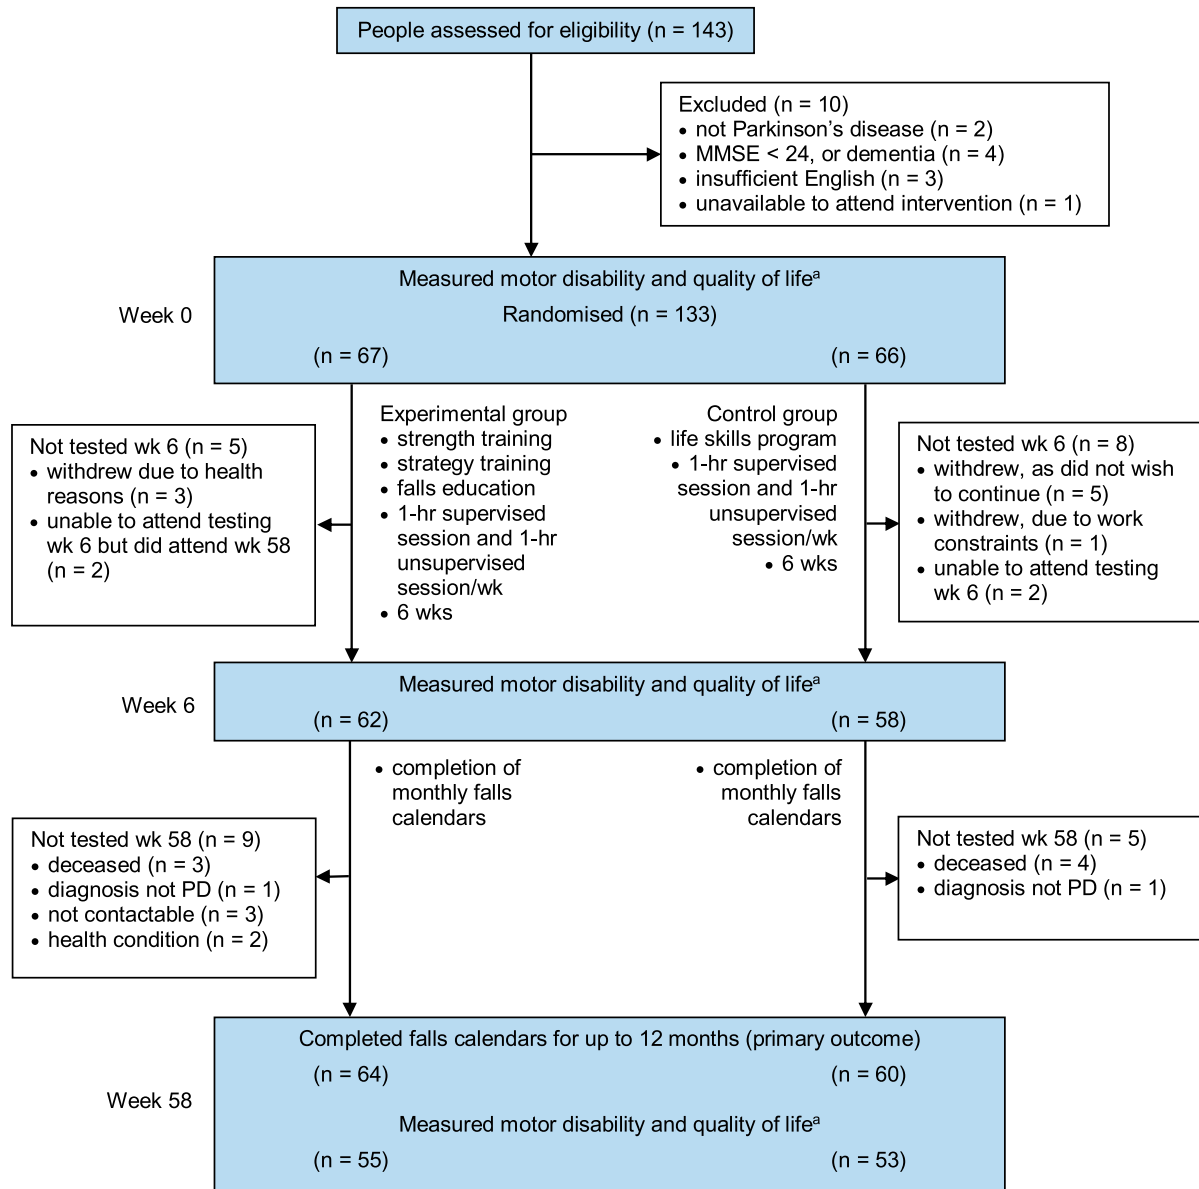 People assessed for eligibility (n = 143)
Excluded (n = 10)
• not Parkinson's disease (n = 2)
• MMSE < 24, or dementia (n = 4)
• insufficient English (n = 3)
• unavailable to attend intervention (n = 1)
Week 0
Measured motor disability and quality of lifeᵃ
Randomised (n = 133)
(n = 67)
(n = 66)
Not tested wk 6 (n = 5)
• withdrew due to health
reasons (n = 3)
• unable to attend testing
wk 6 but did attend wk 58
(n = 2)
Experimental group
• strength training
• strategy training
• falls education
• 1-hr supervised
session and 1-hr
unsupervised
session/wk
• 6 wks
Control group
• life skills program
• 1-hr supervised
session and 1-hr
unsupervised
session/wk
• 6 wks
Not tested wk 6 (n = 8)
• withdrew, as did not wish
to continue (n = 5)
• withdrew, due to work
constraints (n = 1)
• unable to attend testing
wk 6 (n = 2)
Week 6
Measured motor disability and quality of lifeᵃ
(n = 62)
(n = 58)
• completion of
monthly falls
calendars
• completion of
monthly falls
calendars
Not tested wk 58 (n = 9)
• deceased (n = 3)
• diagnosis not PD (n = 1)
• not contactable (n = 3)
• health condition (n = 2)
Not tested wk 58 (n = 5)
• deceased (n = 4)
• diagnosis not PD (n = 1)
Week 58
Completed falls calendars for up to 12 months (primary outcome)
(n = 64)
(n = 60)
Measured motor disability and quality of lifeᵃ
(n = 55)
(n = 53)